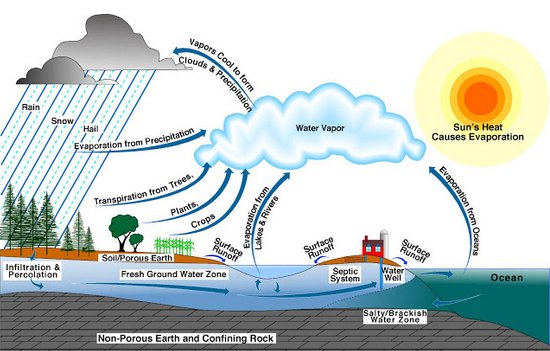 Vapors Cool to form
Clouds & Precipitation
Rain
Snow
Hail
Evaporation from Precipitation
Water Vapor
Sun's Heat
Causes Evaporation
Transpiration from Trees,
Plants,
Crops
Evaporation from
Lakes & Rivers
Evaporation from Oceans
Soil/Porous Earth
Surface
Runoff
Surface
Runoff
Surface
Runoff
Infiltration &
Percolation
Fresh Ground Water Zone
Septic
System
Water
Well
Ocean
Salty/Brackish
Water Zone
Non-Porous Earth and Confining Rock